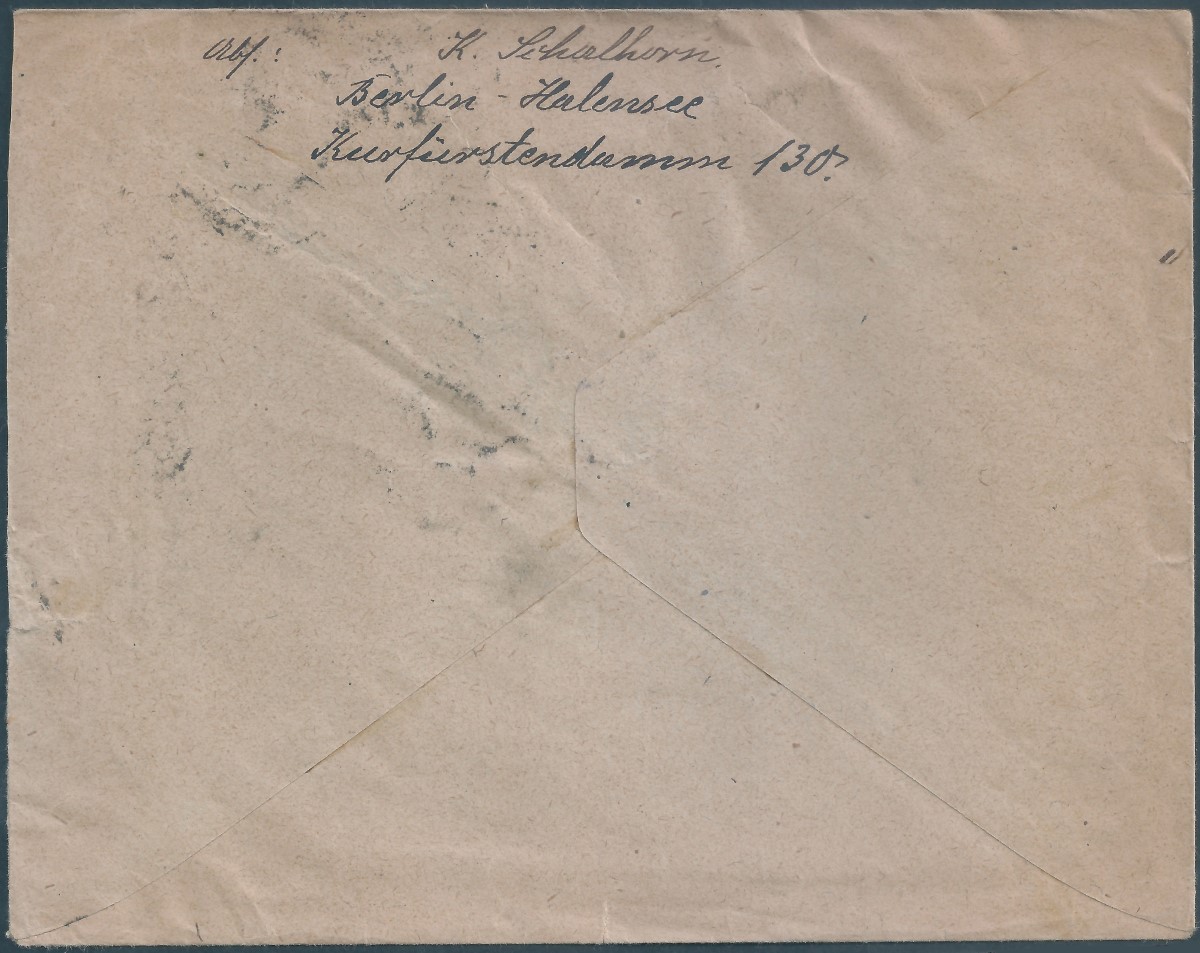 Abs.: K. Schalhorn.
Berlin-Halensee
Kurfürstendamm 130.